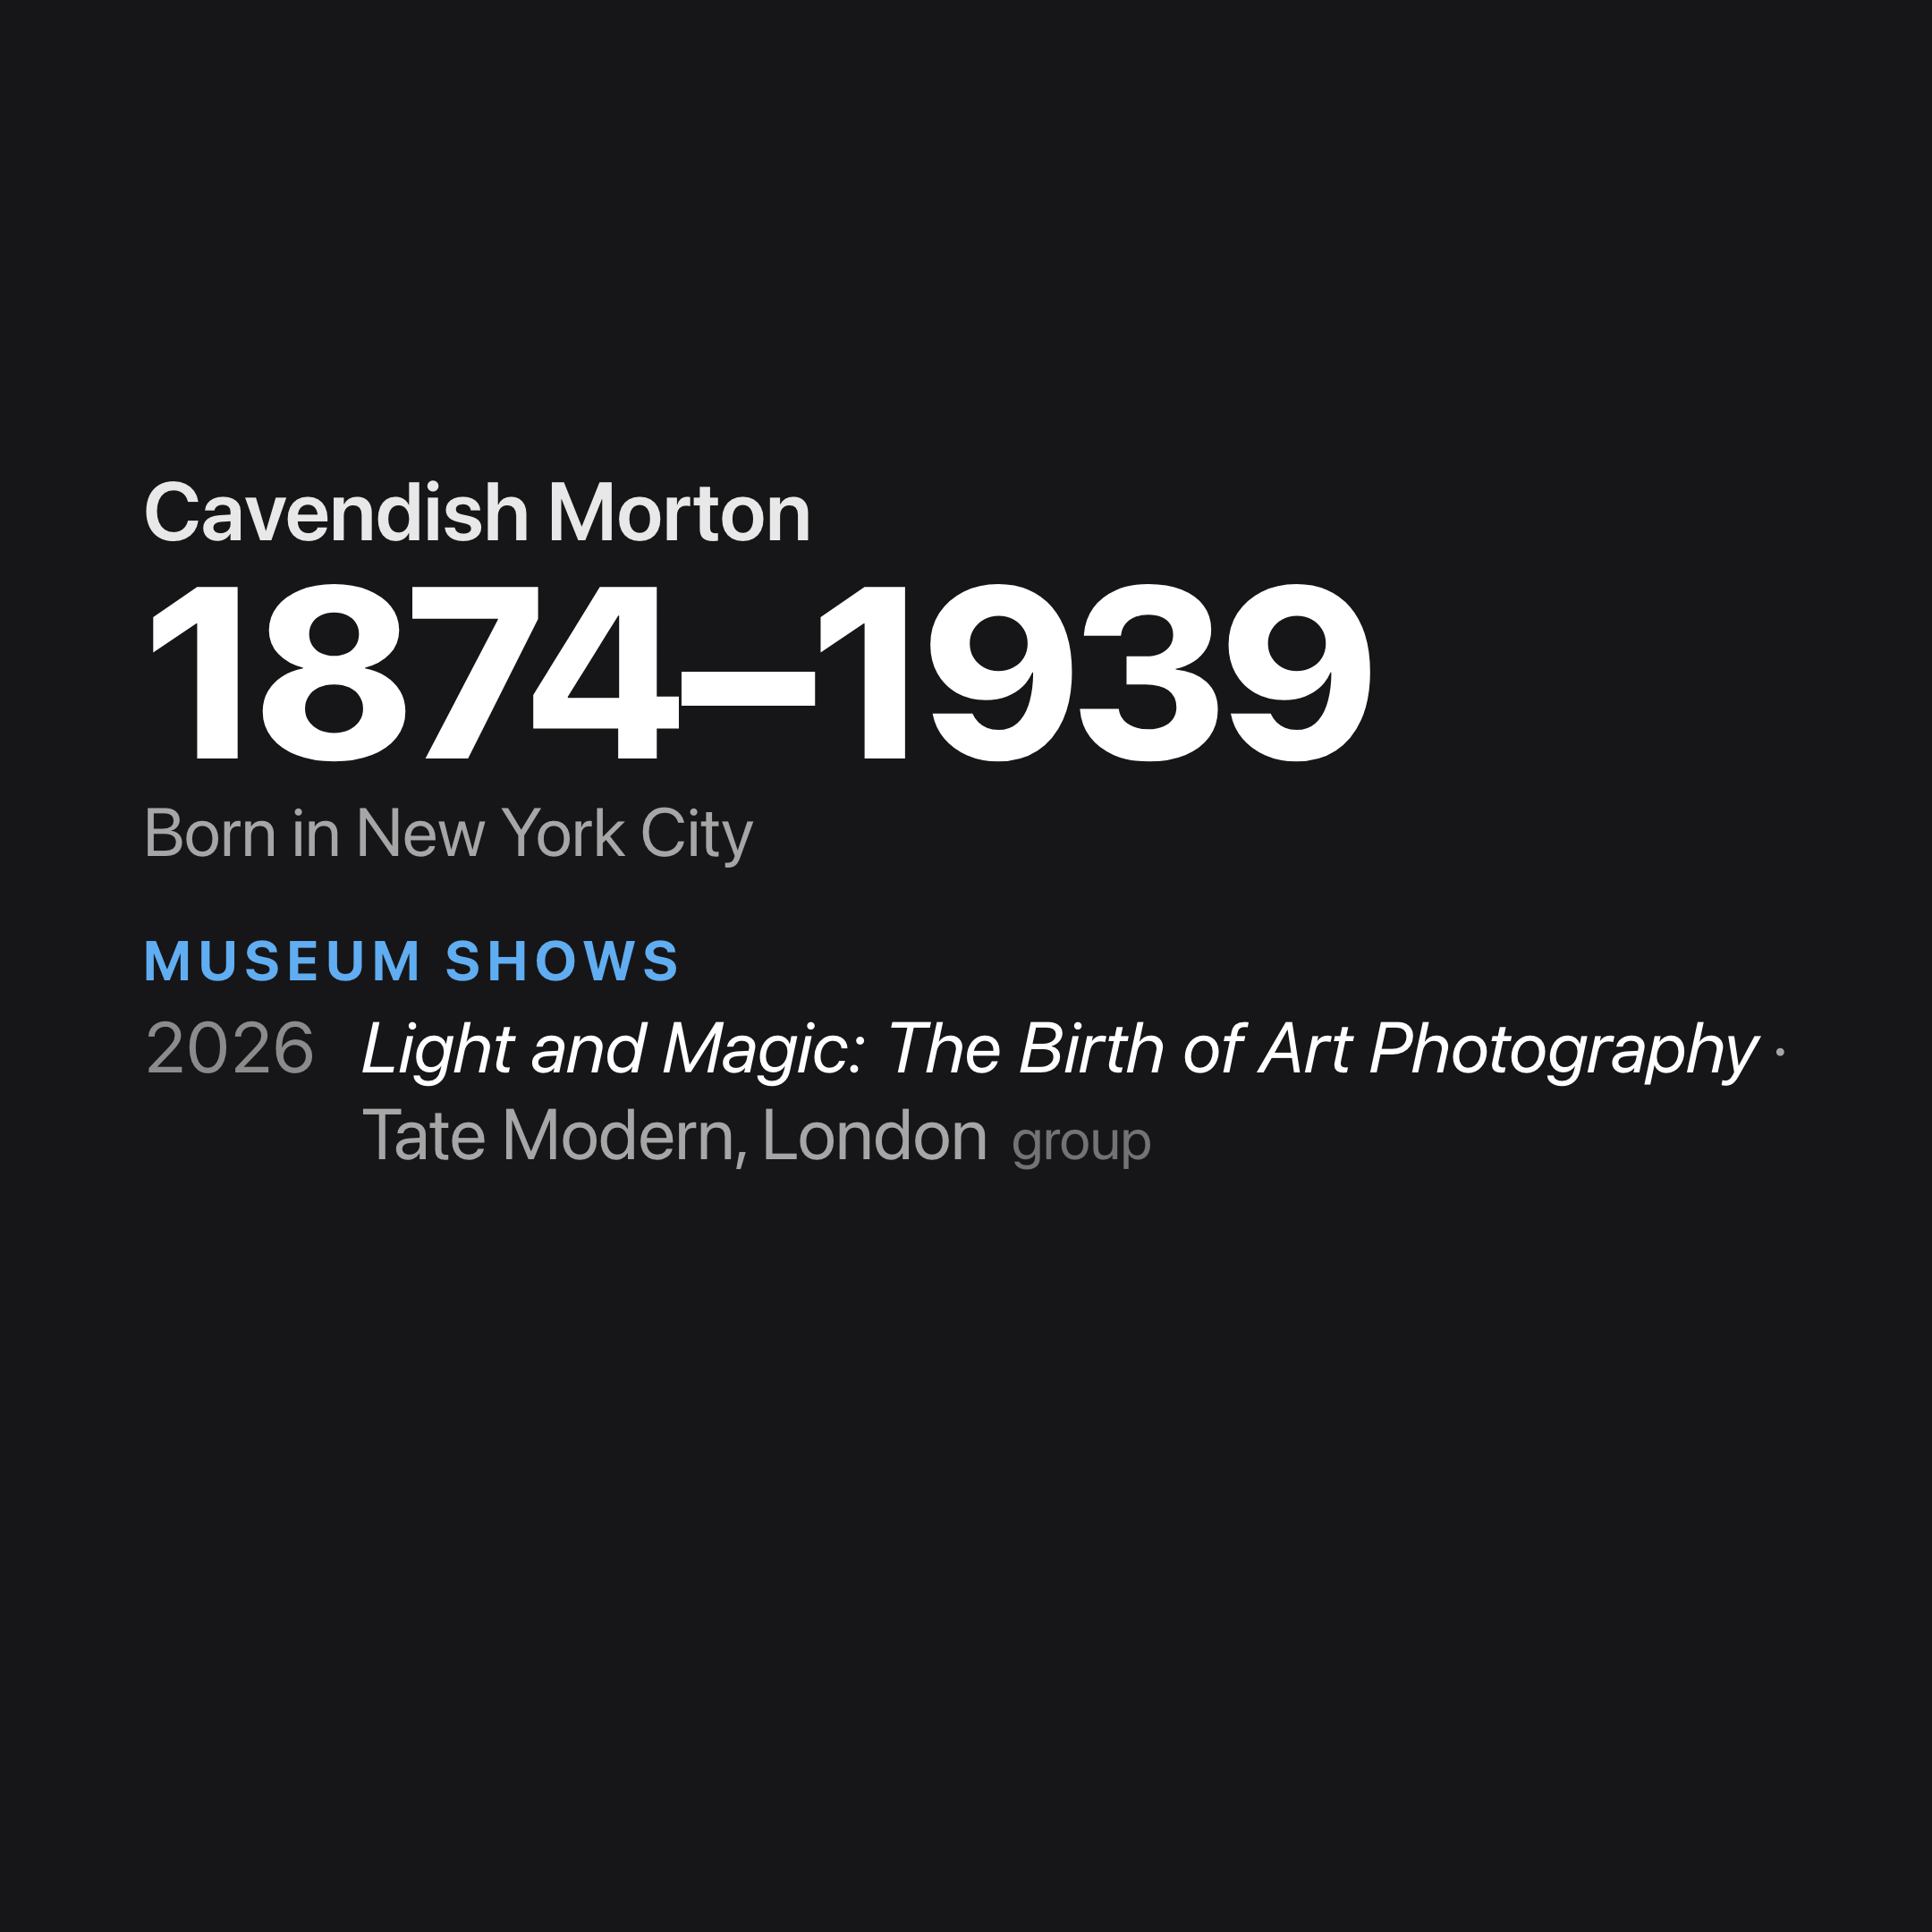 Cavendish Morton
1874–1939
Born in New York City
MUSEUM SHOWS
2026 Light and Magic: The Birth of Art Photography ·
Tate Modern, London group